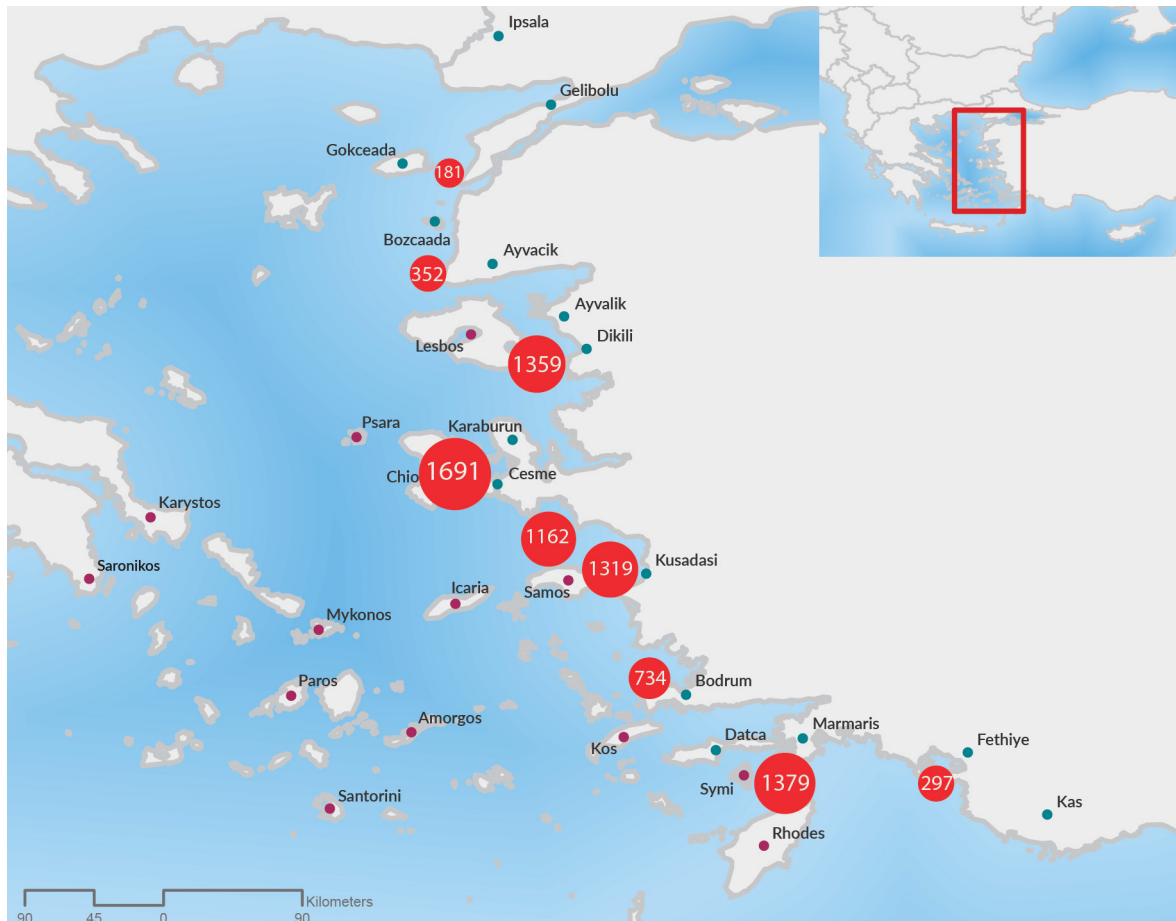 Ipsala
Gelibolu
Gokceada
181
Bozcaada
Ayvacik
352
Ayvalik
Lesbos
Dikili
1359
Psara
Karaburun
1691
Chio
Cesme
Karystos
1162
Saronikos
1319
Kusadasi
Samos
Icaria
Mykonos
734
Paros
Bodrum
Amorgos
Kos
Datca
Marmaris
Fethiye
Symi
1379
297
Santorini
Kas
Rhodes
Kilometers
90 45 0 90